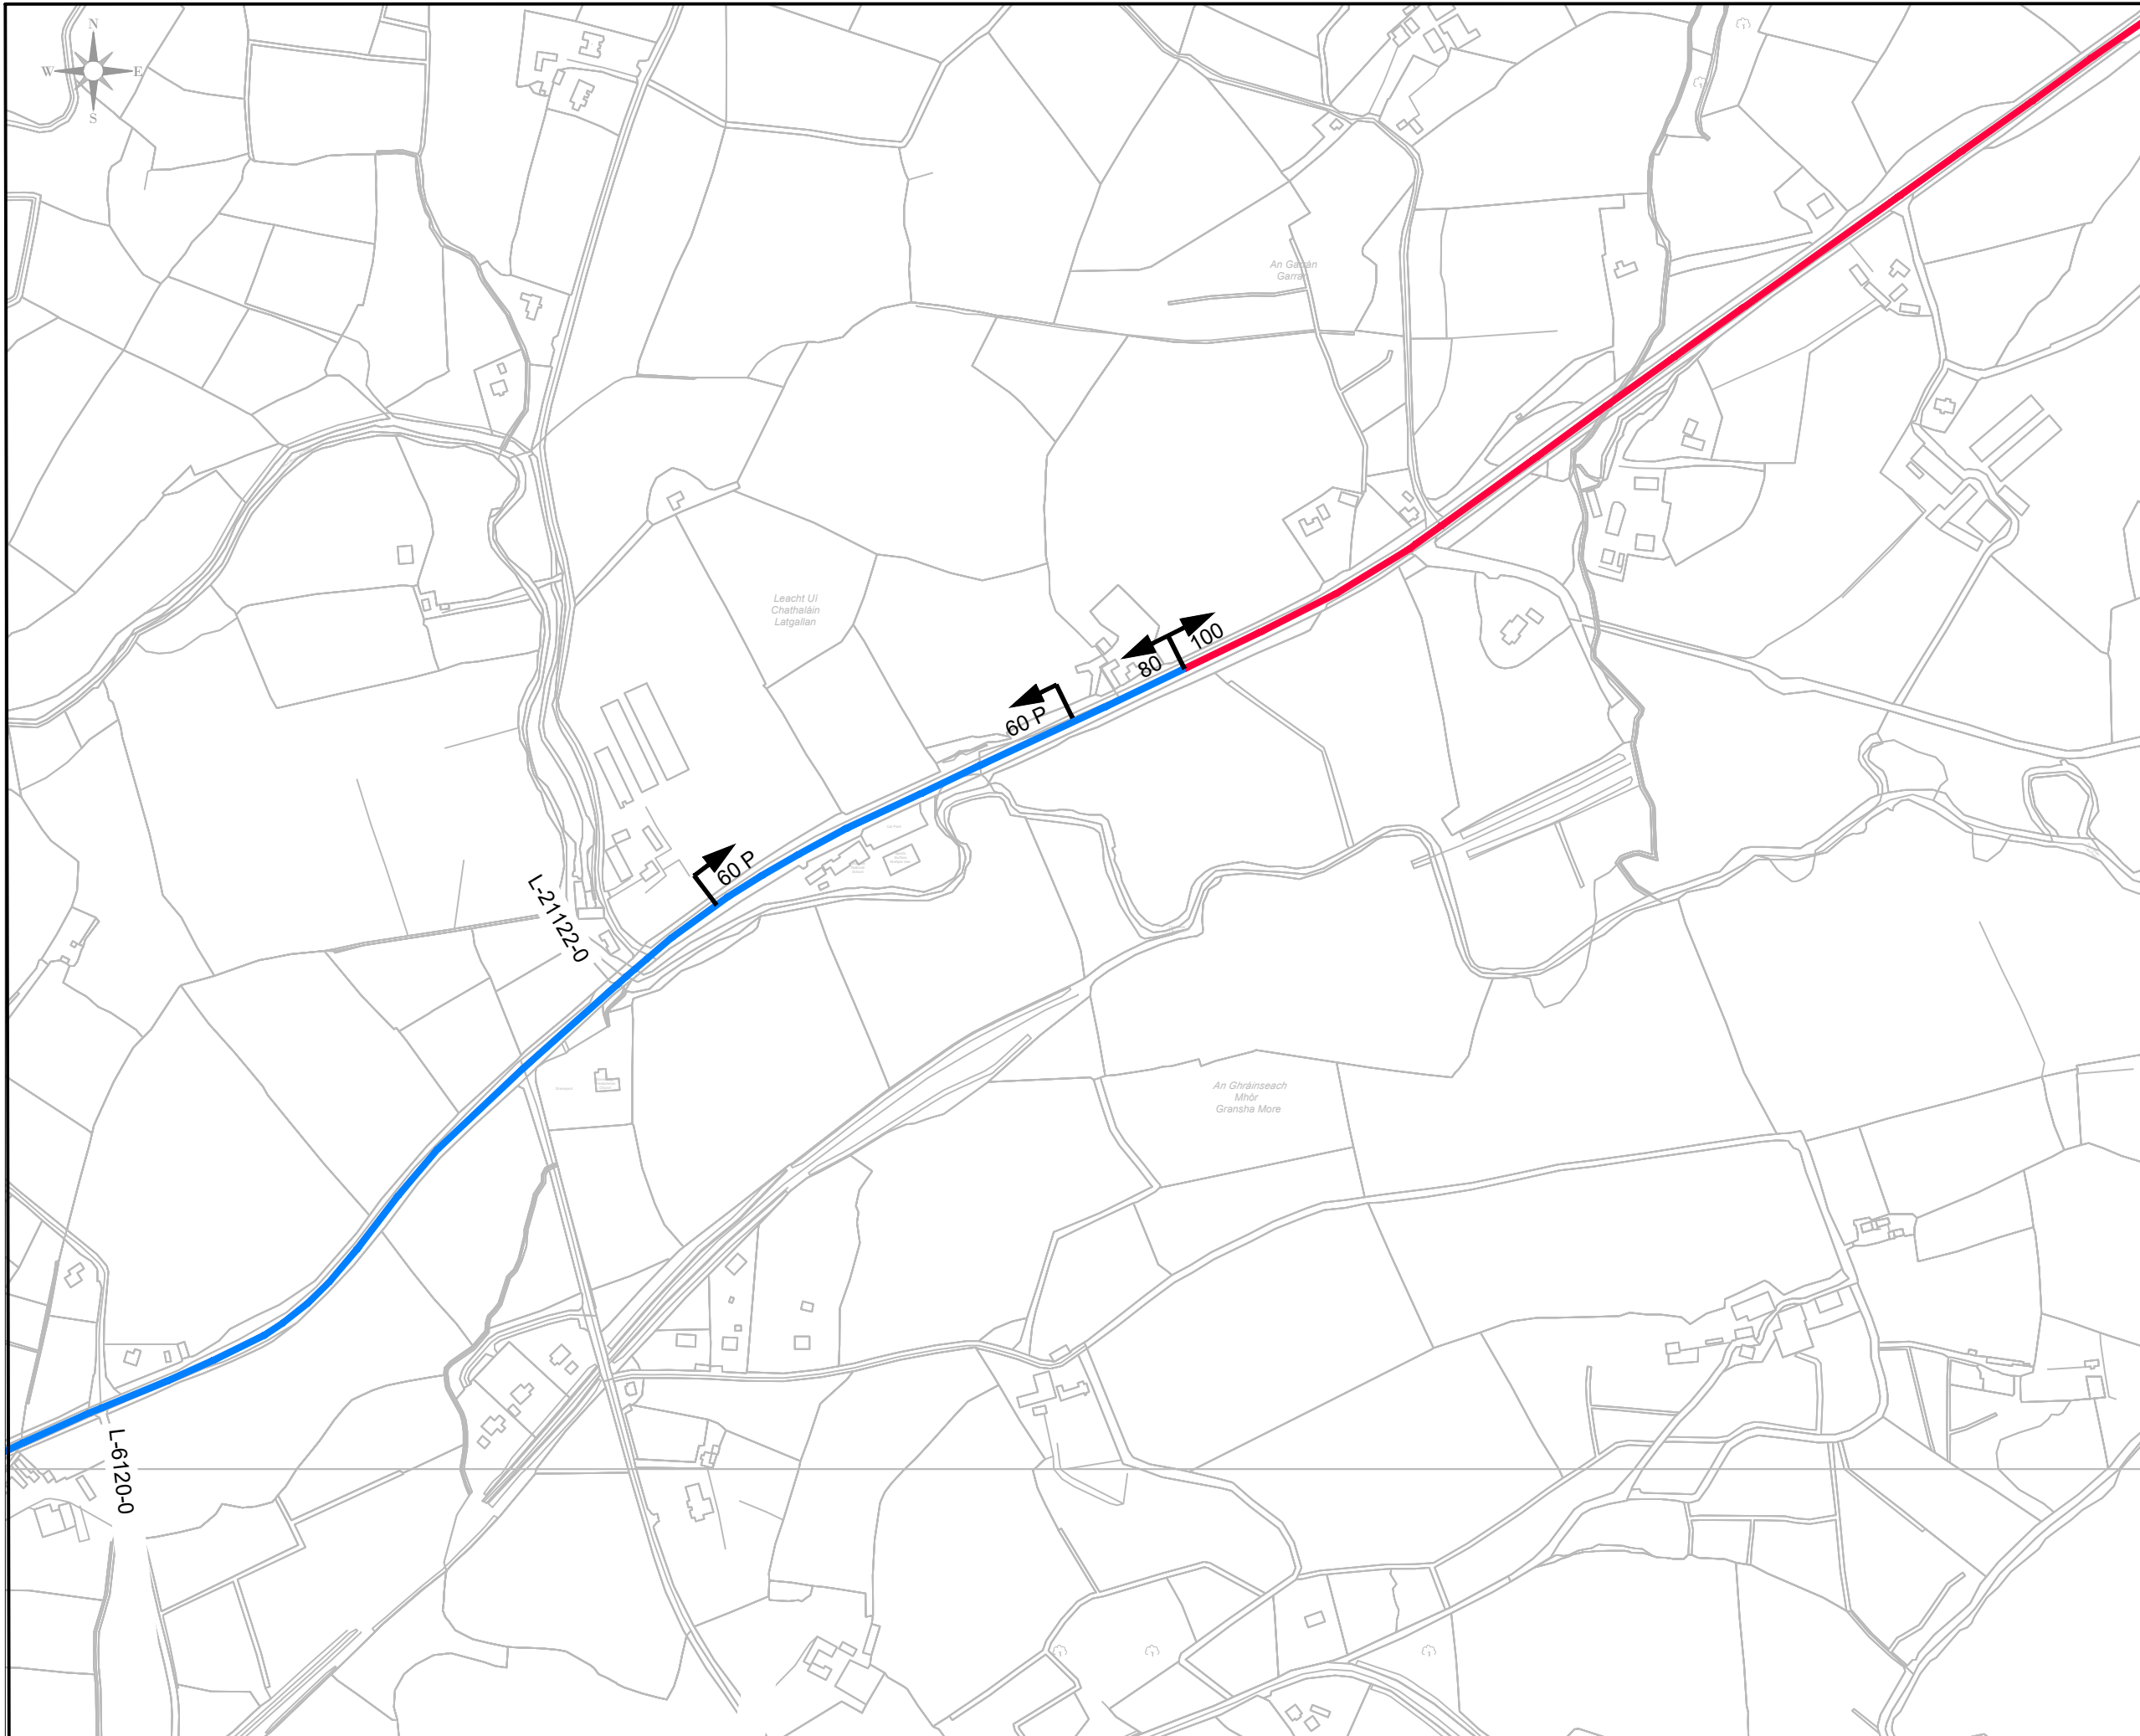 N
W E
S
An Garrán
Garran
Leacht Uí
Chathaláin
Latgallan
100
80
60 P
60 P
L-21122-0
An Ghráinseach
Mhór
Gransha More
L-6120-0